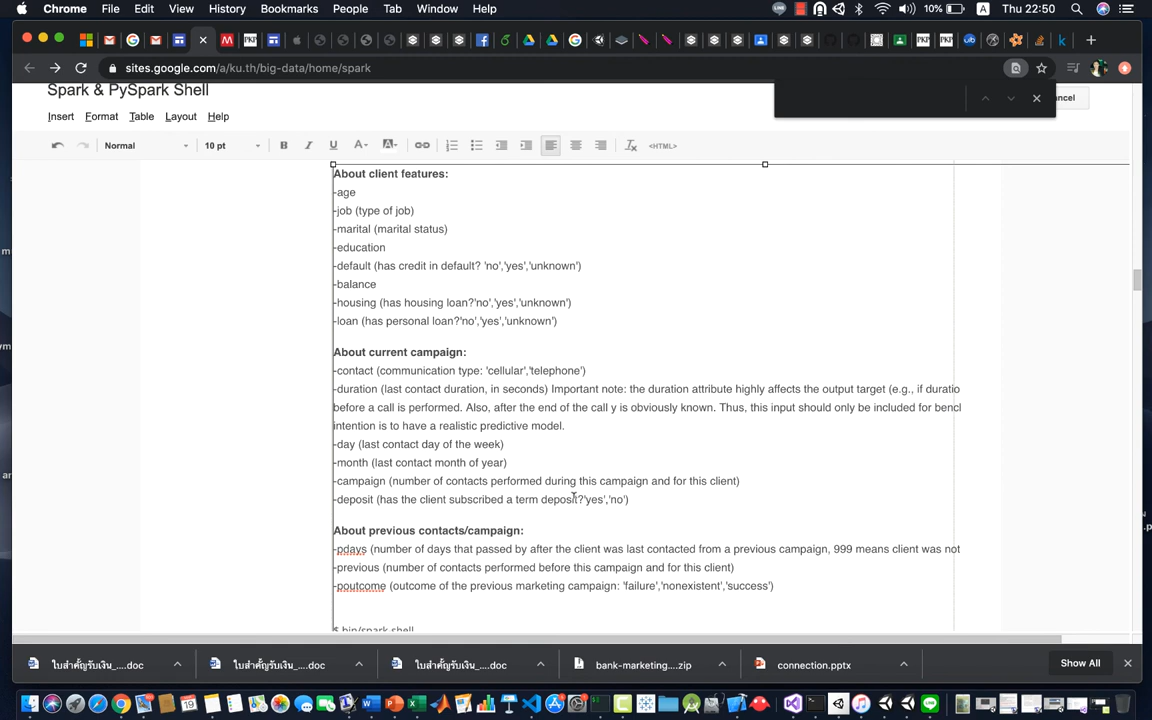 Chrome File Edit View History Bookmarks People Tab Window Help 10% A Thu 22:50
sites.google.com/a/ku.th/big-data/home/spark
Spark & PySpark Shell
ncel
Insert Format Table Layout Help
Normal 10 pt B I U A A <HTML>
About client features:
-age
-job (type of job)
-marital (marital status)
-education
-default (has credit in default? 'no','yes','unknown')
-balance
-housing (has housing loan?'no','yes','unknown')
-loan (has personal loan?'no','yes','unknown')
About current campaign:
-contact (communication type: 'cellular','telephone')
-duration (last contact duration, in seconds) Important note: the duration attribute highly affects the output target (e.g., if duratio
before a call is performed. Also, after the end of the call y is obviously known. Thus, this input should only be included for bencl
intention is to have a realistic predictive model.
-day (last contact day of the week)
-month (last contact month of year)
-campaign (number of contacts performed during this campaign and for this client)
-deposit (has the client subscribed a term deposit?'yes','no')
About previous contacts/campaign:
-pdays (number of days that passed by after the client was last contacted from a previous campaign, 999 means client was not
-previous (number of contacts performed before this campaign and for this client)
-poutcome (outcome of the previous marketing campaign: 'failure','nonexistent','success')
$ bin/spark-shell
ใบสำคัญรับเงิน_....doc ใบสำคัญรับเงิน_....doc ใบสำคัญรับเงิน_....doc bank-marketing....zip connection.pptx Show All